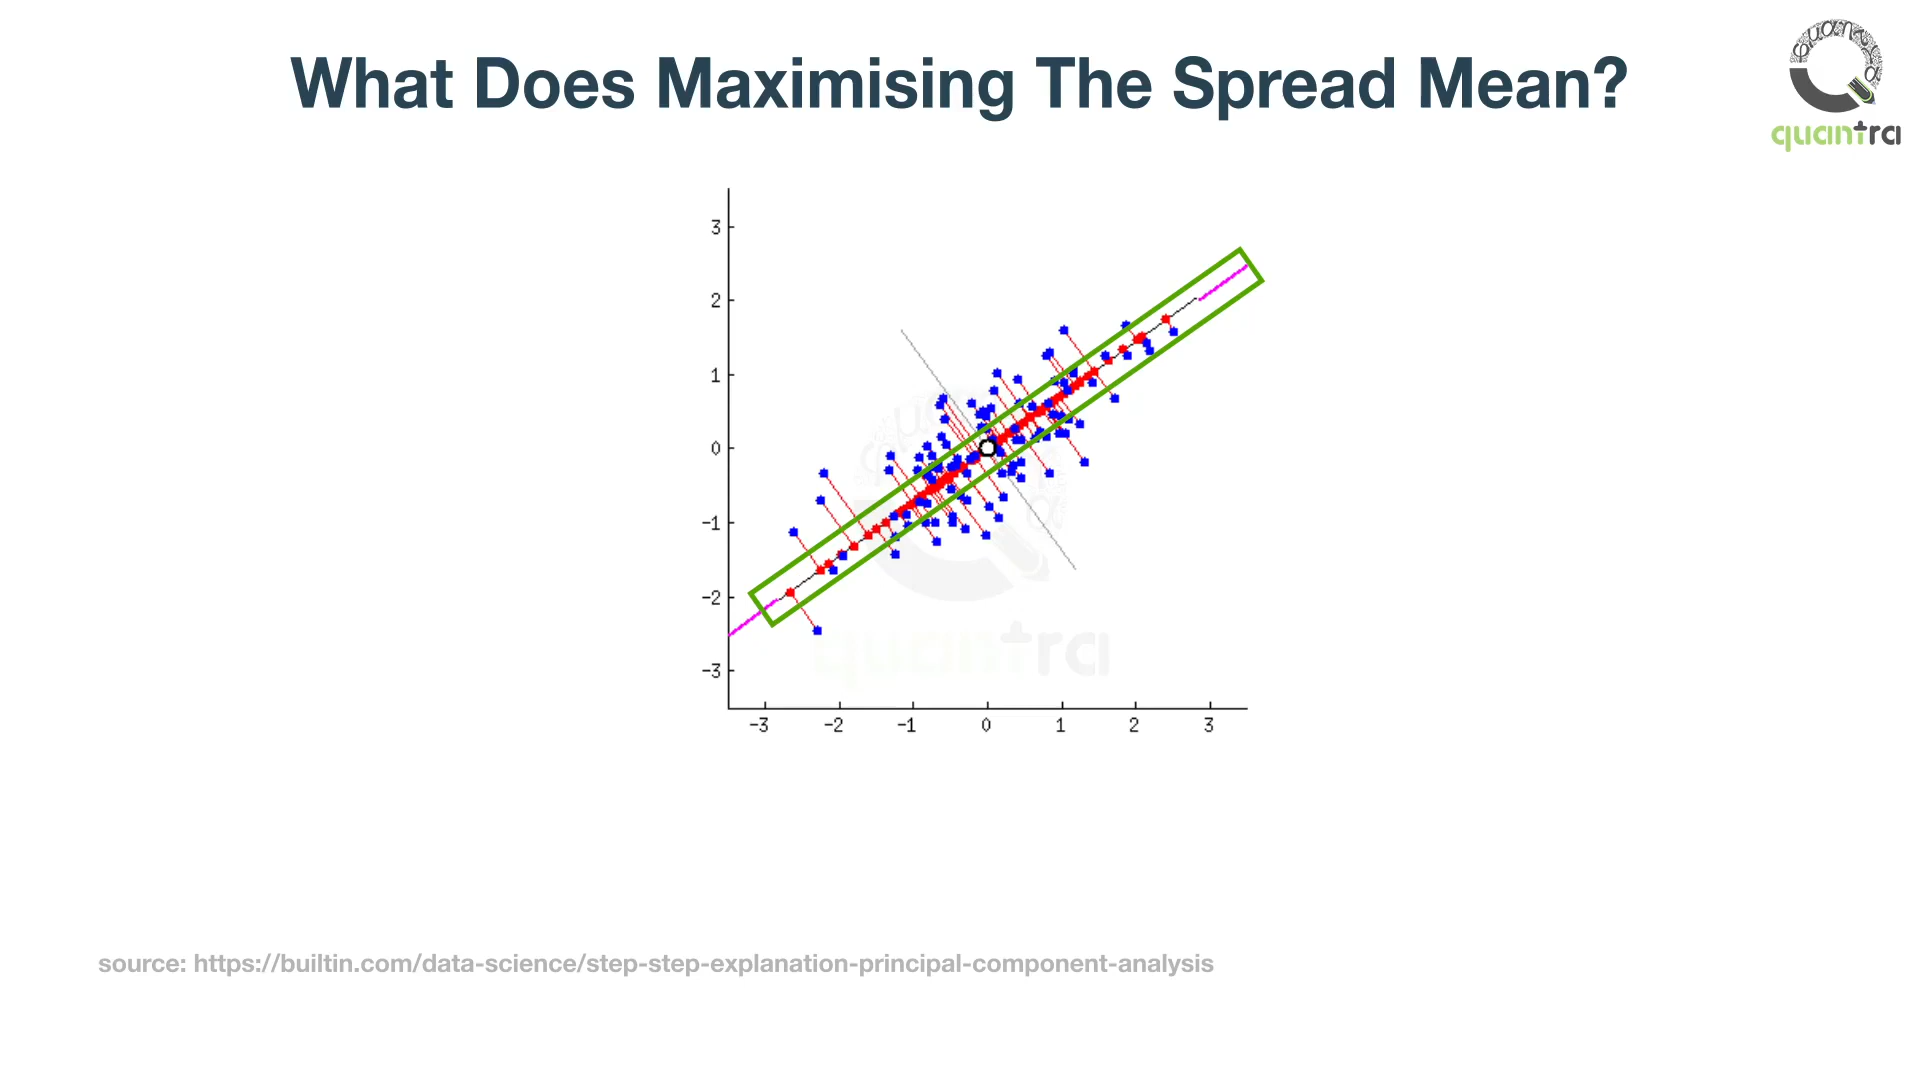 What Does Maximising The Spread Mean?
quantra
3
2
1
0
-1
-2
-3
-3 -2 -1 0 1 2 3
quantra
source: https://builtin.com/data-science/step-step-explanation-principal-component-analysis